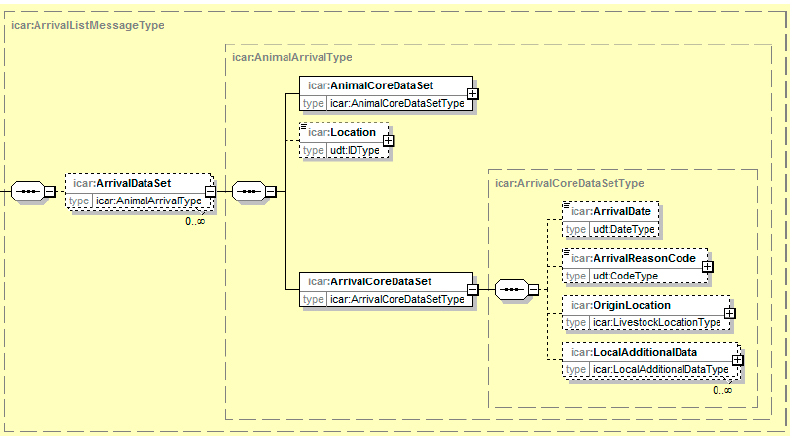 icar:ArrivalListMessageType
icar:AnimalArrivalType
icar:AnimalCoreDataSet
type icar:AnimalCoreDataSetType
icar:Location
type udt:IDType
icar:ArrivalDataSet
type icar:AnimalArrivalType
0..∞
icar:ArrivalCoreDataSet
type icar:ArrivalCoreDataSetType
icar:ArrivalCoreDataSetType
icar:ArrivalDate
type udt:DateType
icar:ArrivalReasonCode
type udt:CodeType
icar:OriginLocation
type icar:LivestockLocationType
icar:LocalAdditionalData
type icar:LocalAdditionalDataType
0..∞